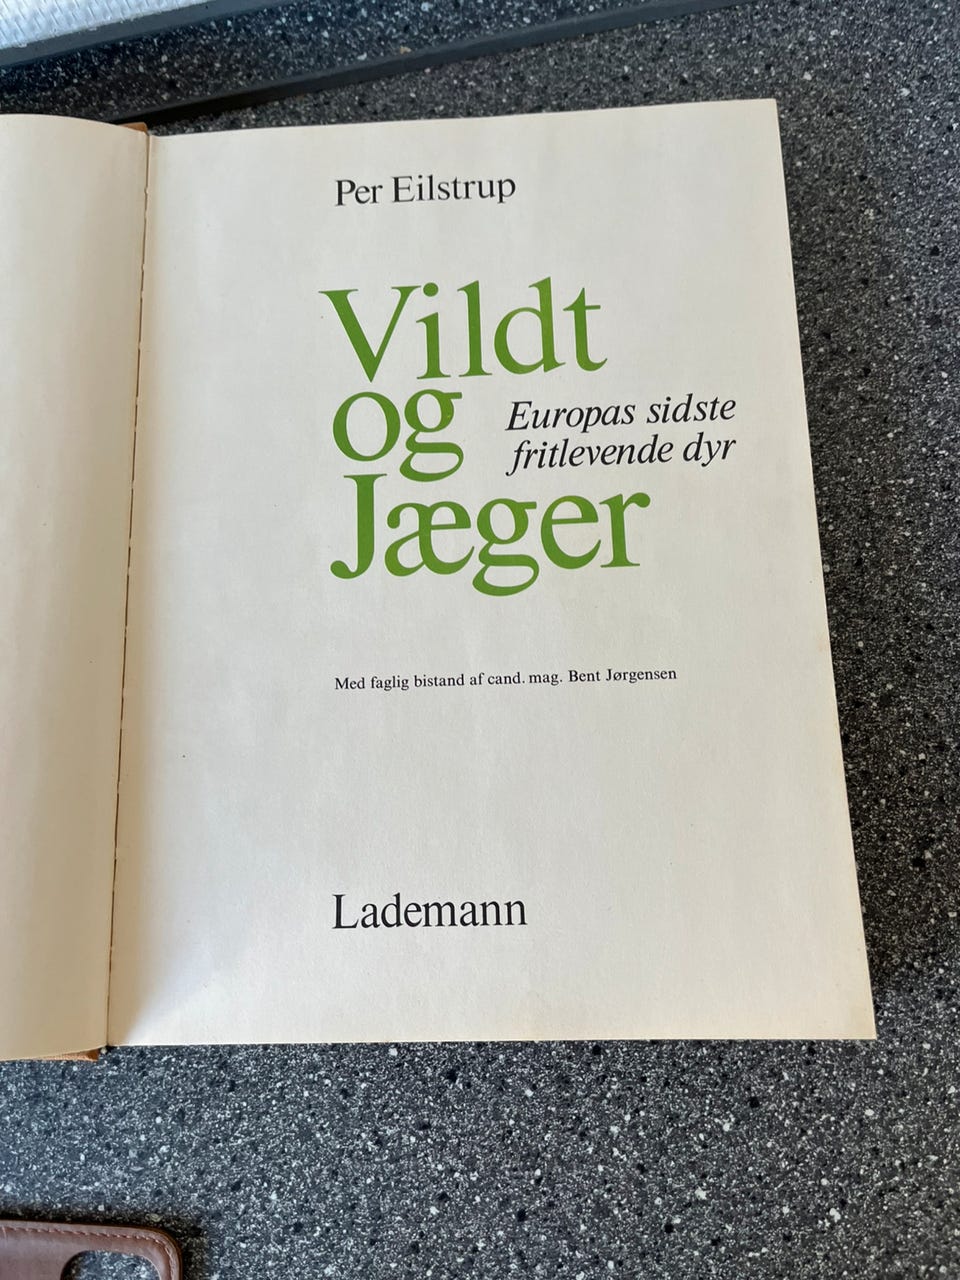 Per Eilstrup
Vildt
og
Europas sidste
fritlevende dyr
Jæger
Med faglig bistand af cand. mag. Bent Jørgensen
Lademann